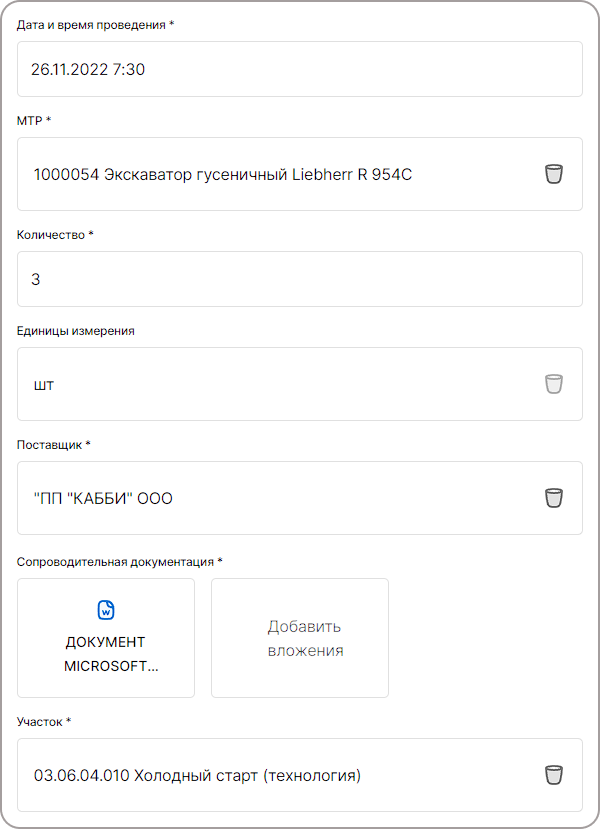 Дата и время проведения *
26.11.2022 7:30
МТР *
1000054 Экскаватор гусеничный Liebherr R 954C
Количество *
3
Единицы измерения
шт
Поставщик *
"ПП "КАББИ" ООО
Сопроводительная документация *
W
ДОКУМЕНТ
MICROSOFT...
Добавить
вложения
Участок *
03.06.04.010 Холодный старт (технология)